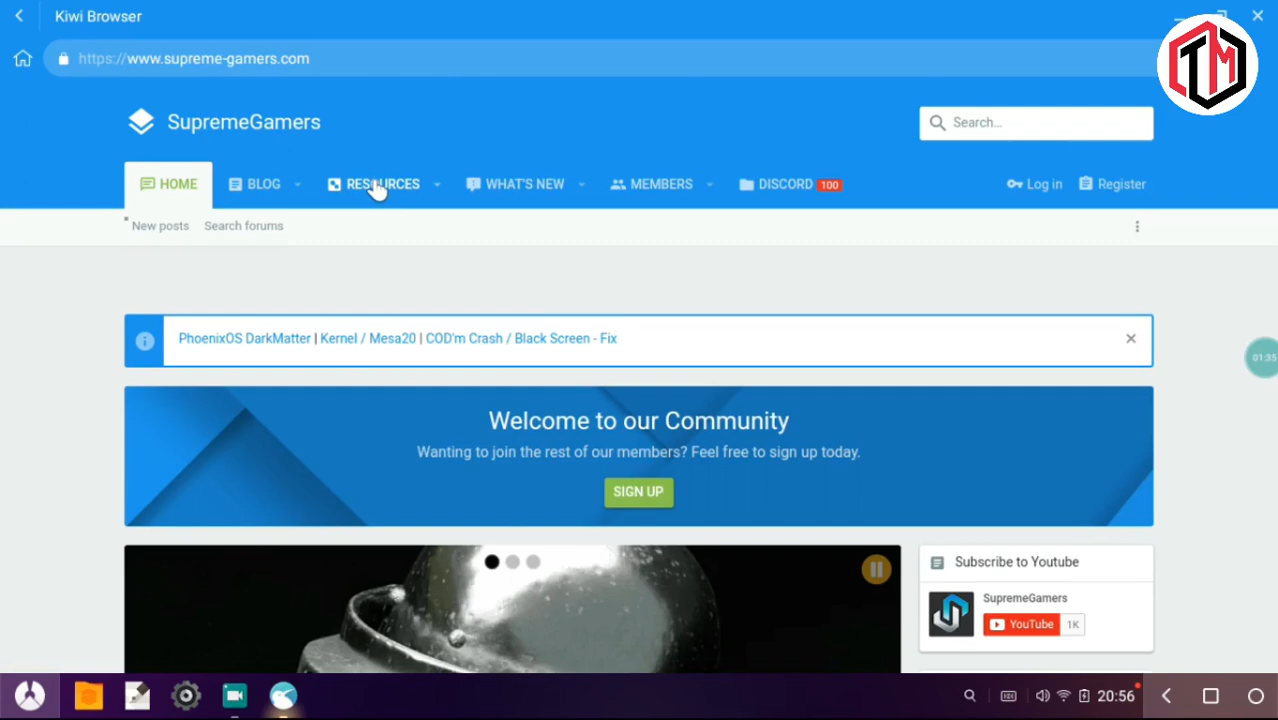 Kiwi Browser
https://www.supreme-gamers.com
TM
SupremeGamers
Search...
HOME
BLOG
RESOURCES
WHAT'S NEW
MEMBERS
DISCORD 100
Log in
Register
New posts
Search forums
PhoenixOS DarkMatter | Kernel / Mesa20 | COD'm Crash / Black Screen - Fix
01:35
Welcome to our Community
Wanting to join the rest of our members? Feel free to sign up today.
SIGN UP
Subscribe to Youtube
SupremeGamers
YouTube 1K
20:56